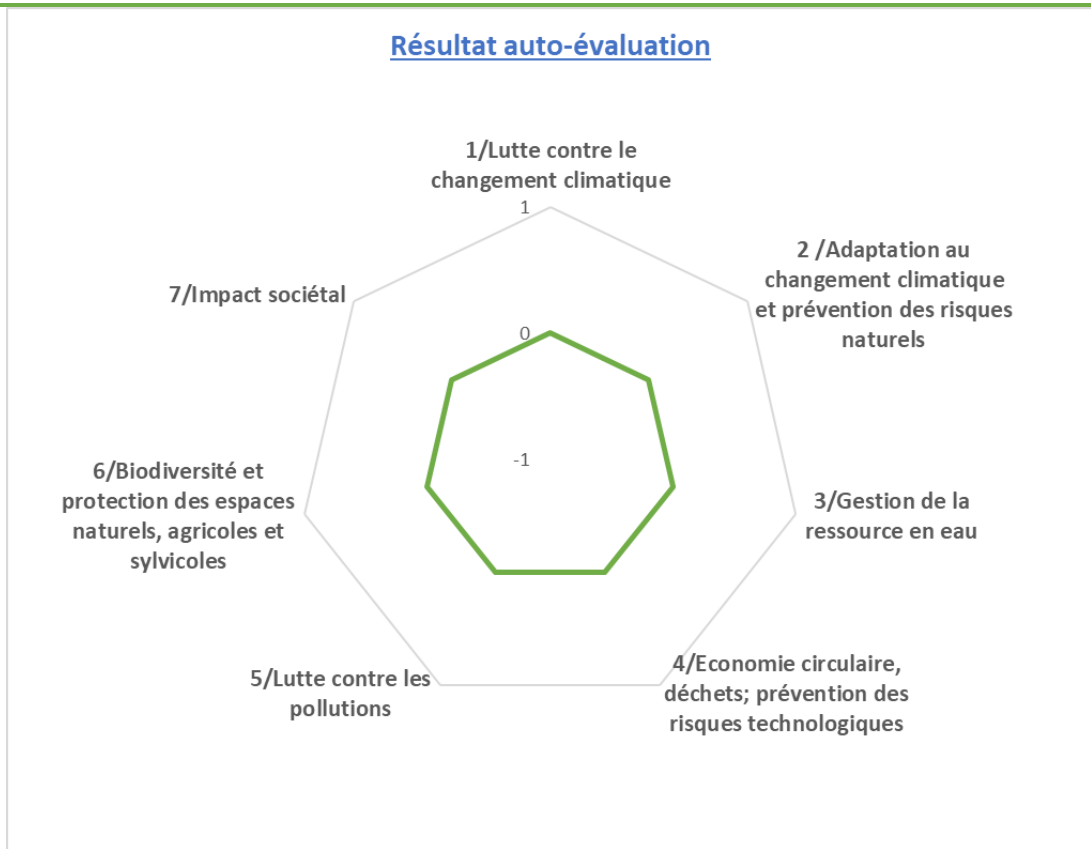 Résultat auto-évaluation
1/Lutte contre le
changement climatique
1
2 /Adaptation au
changement climatique
et prévention des risques
naturels
7/Impact sociétal
0
-1
6/Biodiversité et
protection des espaces
naturels, agricoles et
sylvicoles
3/Gestion de la
ressource en eau
5/Lutte contre les
pollutions
4/Economie circulaire,
déchets; prévention des
risques technologiques